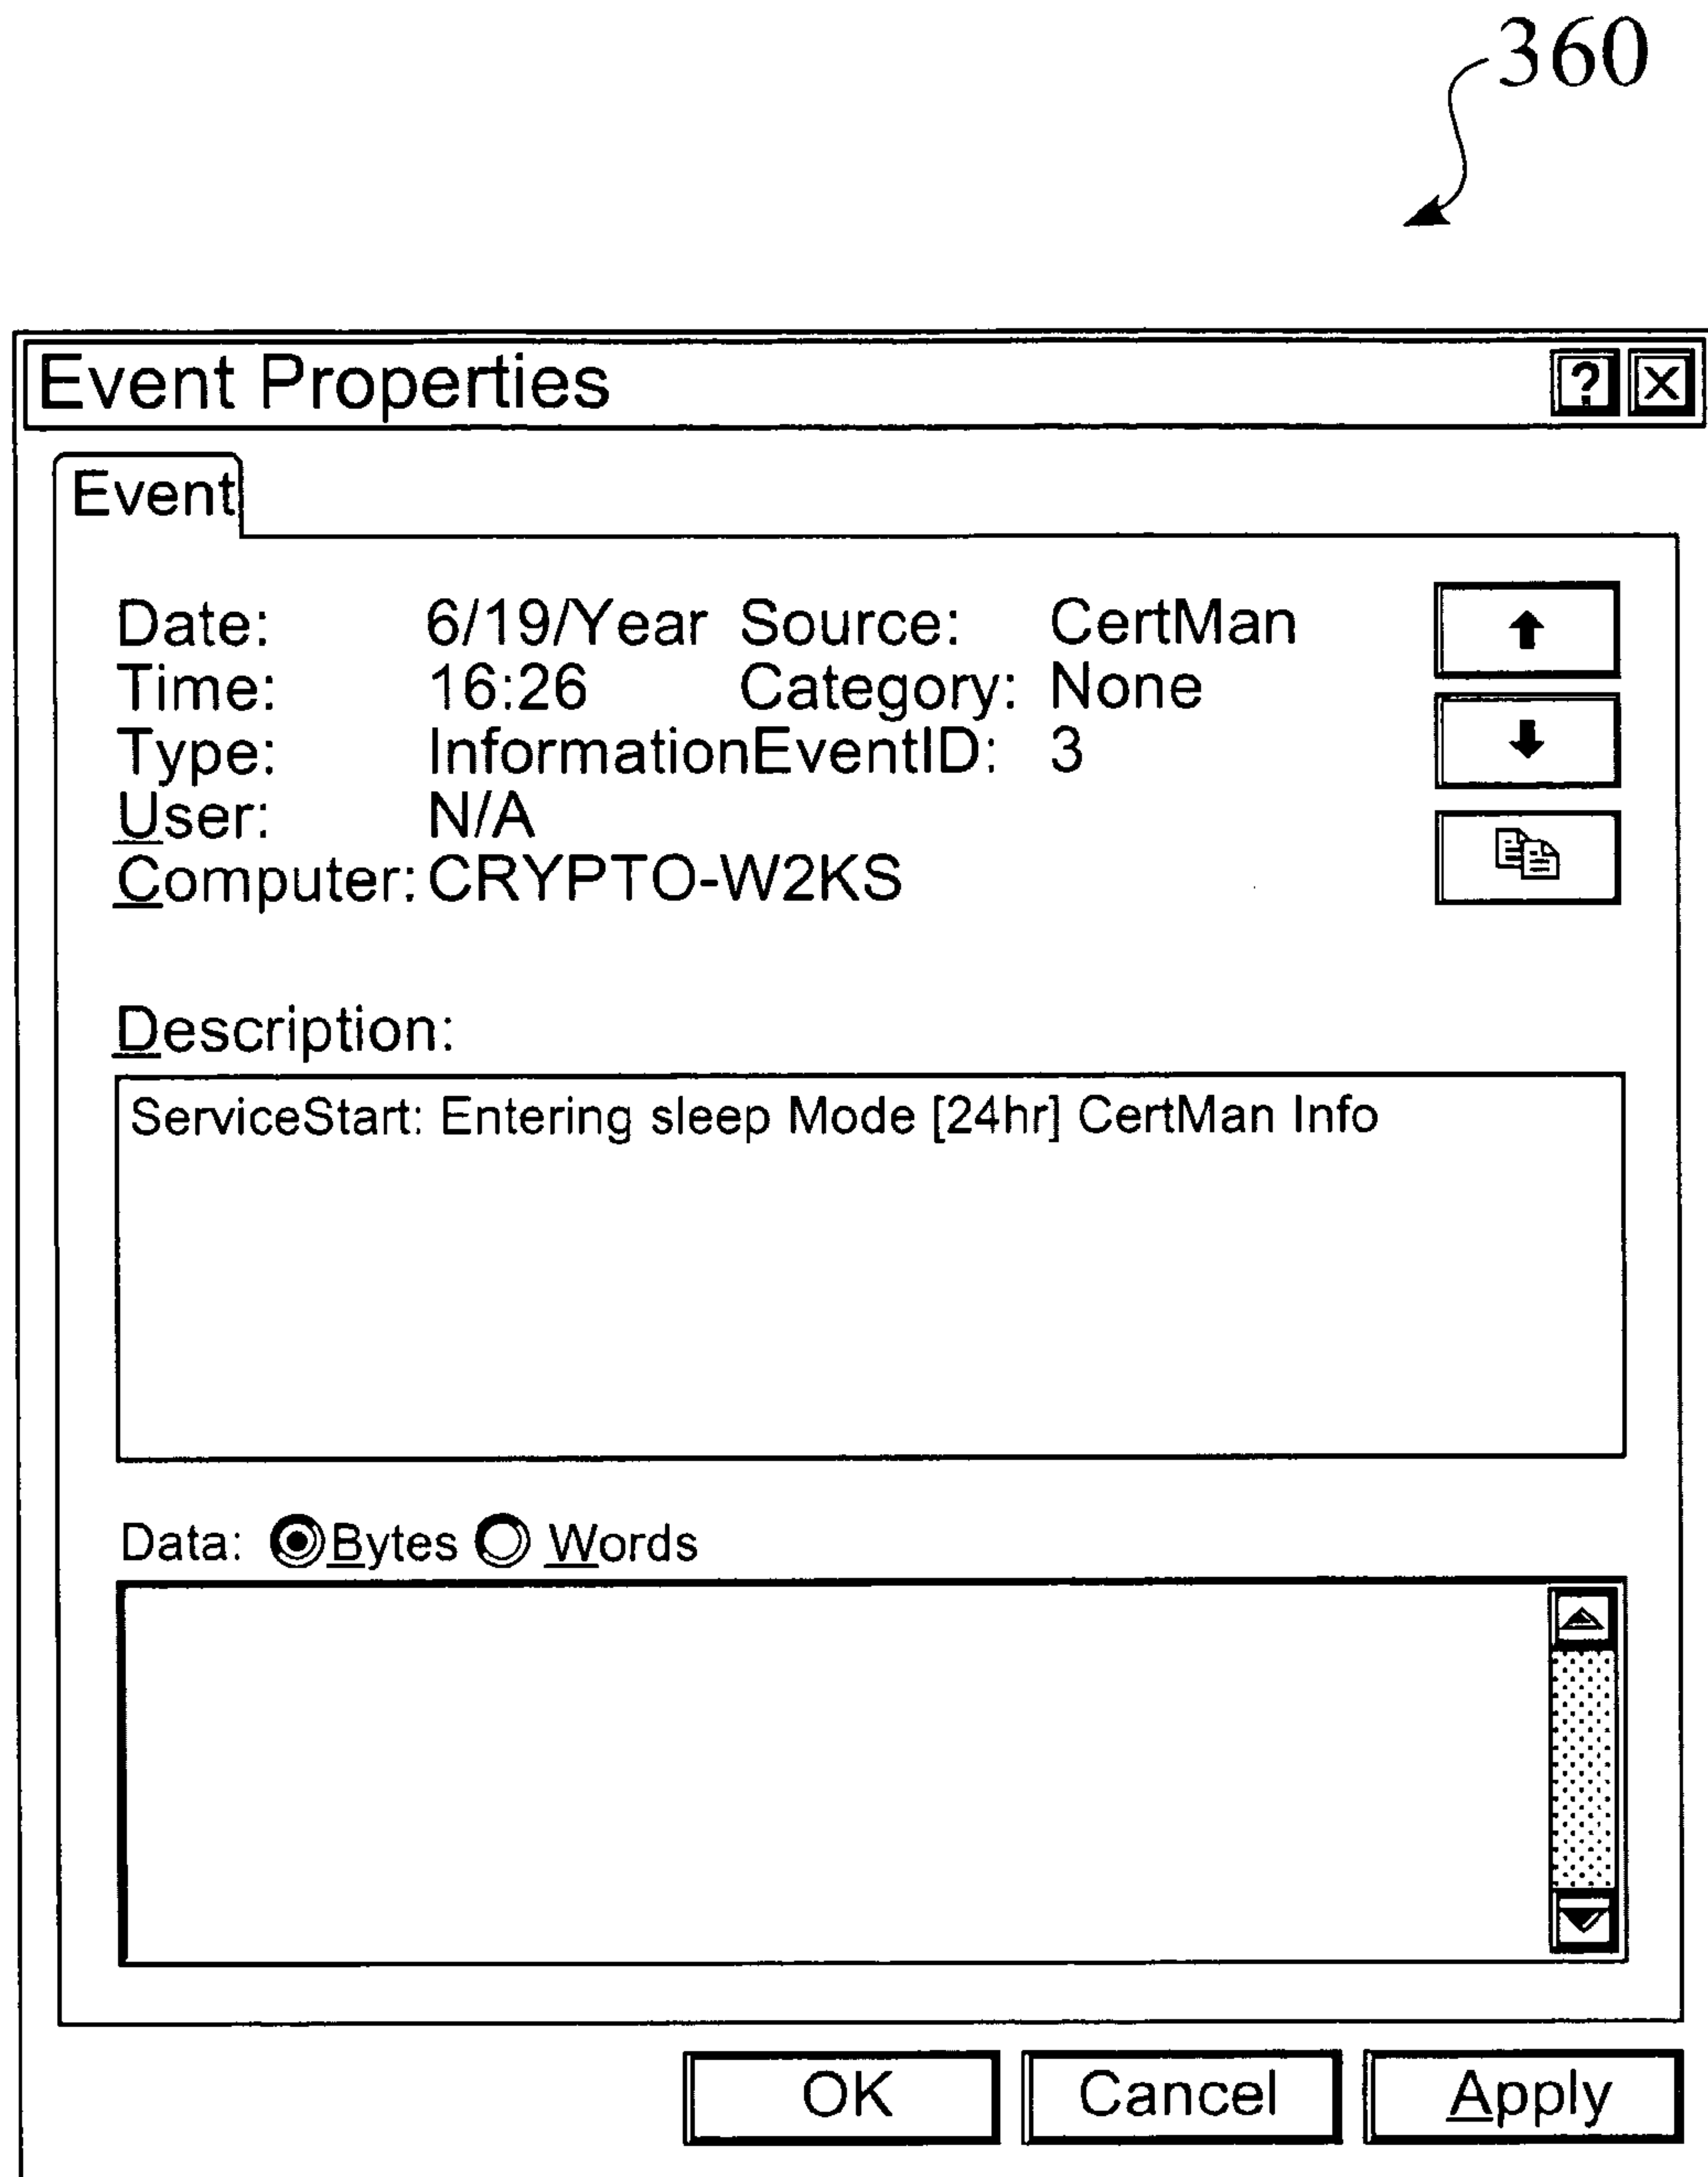 360
Event Properties
Event
Date: 6/19/Year Source: CertMan
Time: 16:26 Category: None
Type: InformationEventID: 3
User: N/A
Computer: CRYPTO-W2KS
Description:
ServiceStart: Entering sleep Mode [24hr] CertMan Info
Data: Bytes Words
OK Cancel Apply